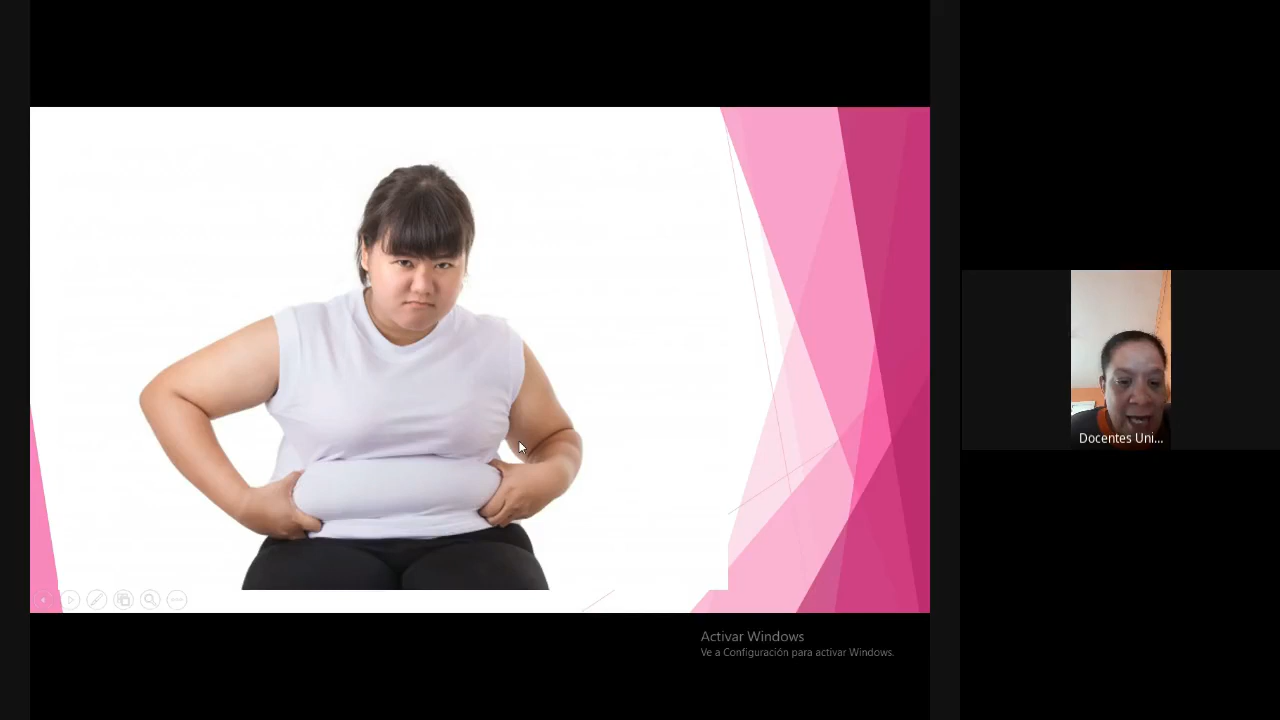 Docentes Uni...
Activar Windows
Ve a Configuración para activar Windows.